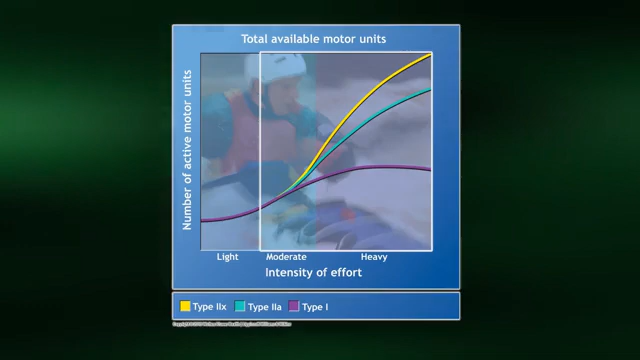 Total available motor units
Number of active motor units
Light Moderate Heavy
Intensity of effort
Type IIx Type IIa Type I